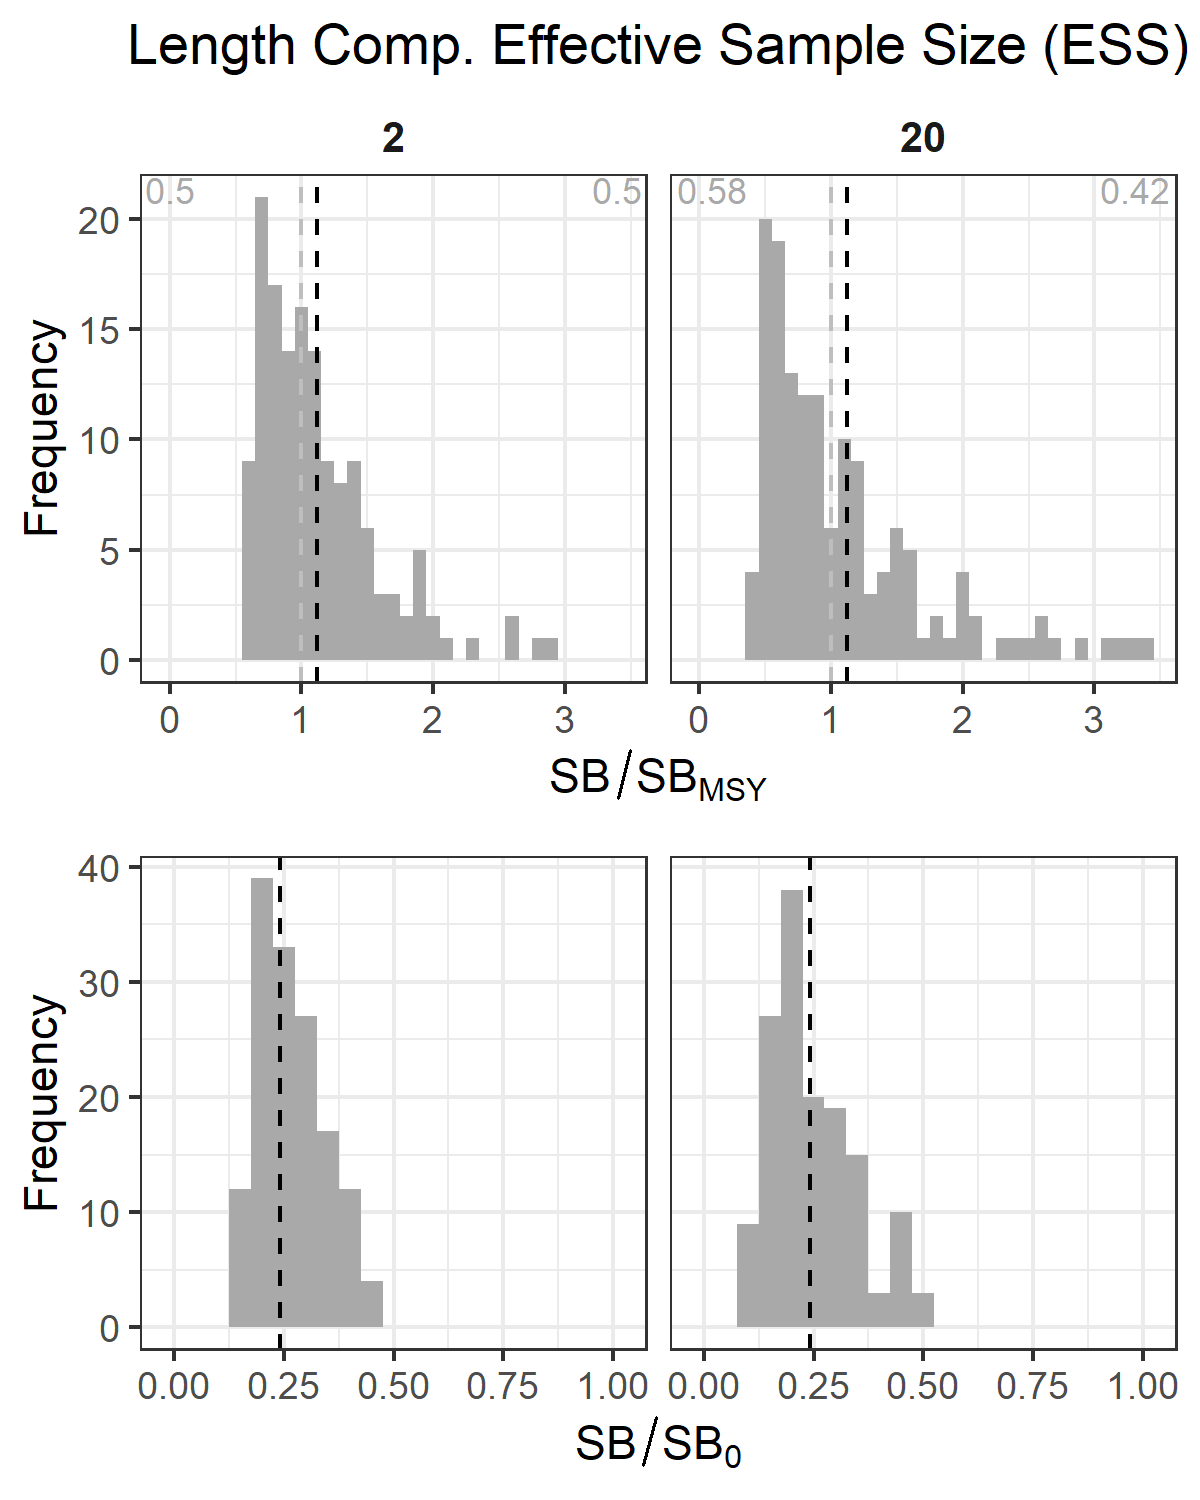 Length Comp. Effective Sample Size (ESS)
2 20
0.5 0.5 0.58 0.42
20
15
10
5
0
Frequency
0 1 2 3 0 1 2 3
SB/SB_MSY
40
30
20
10
0
Frequency
0.00 0.25 0.50 0.75 1.00 0.00 0.25 0.50 0.75 1.00
SB/SB₀